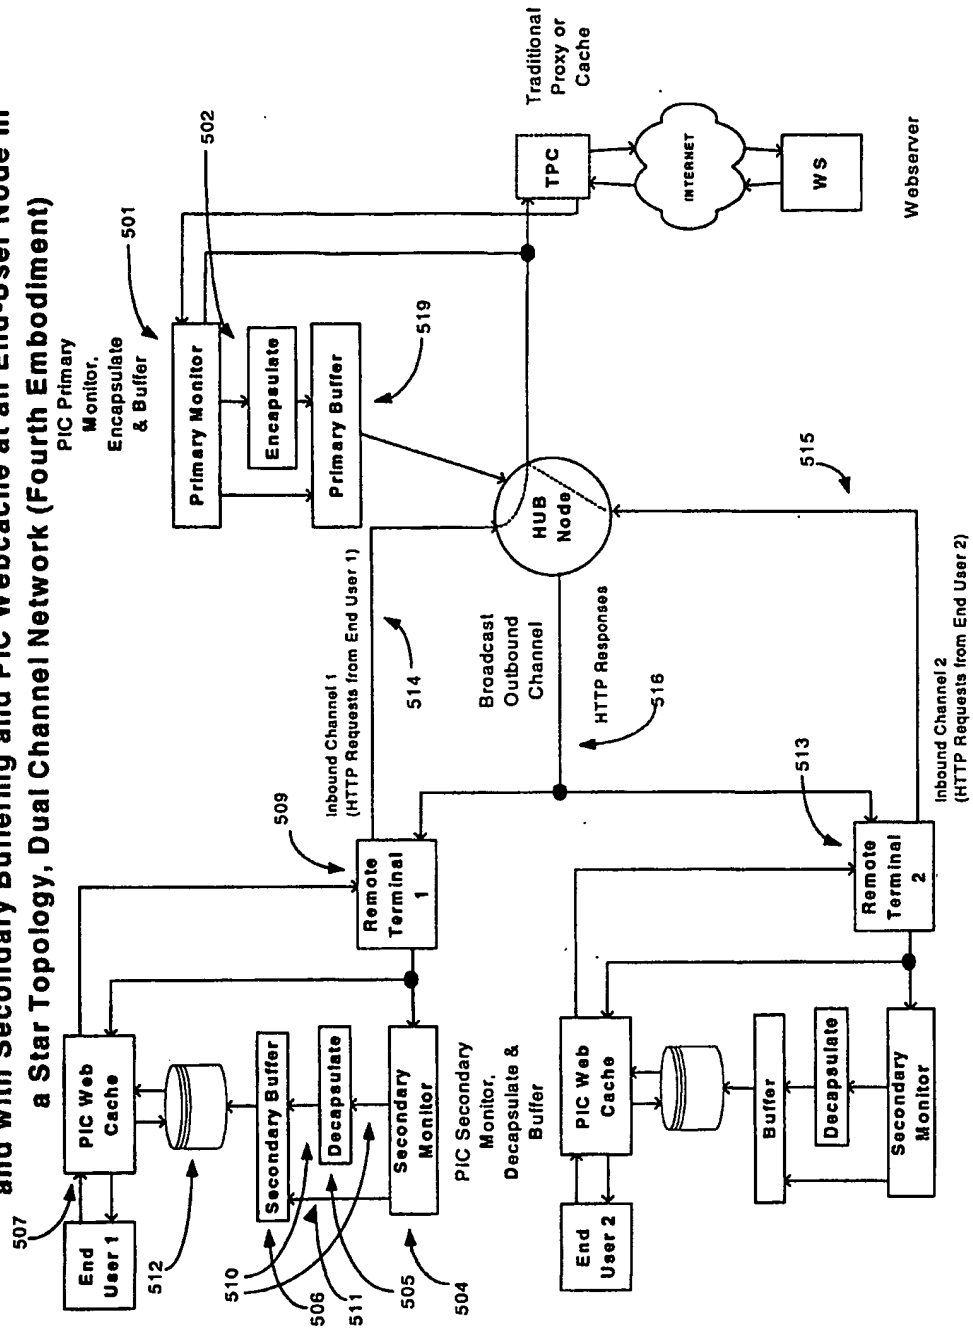 and with Secondary Buffering and PIC Webcache at an End-User Node in
a Star Topology, Dual Channel Network (Fourth Embodiment)
507
End
User 1
PIC Web
Cache
512
510
506
511
505
504
Secondary Buffer
Decapsulate
Secondary
Monitor
PIC Secondary
Monitor,
Decapsulate &
Buffer
509
Remote
Terminal
1
Inbound Channel 1
(HTTP Requests from End User 1)
514
PIC Primary
Monitor,
Encapsulate
& Buffer
501
502
Primary Monitor
Encapsulate
Primary Buffer
519
HUB
Node
Broadcast
Outbound
Channel
HTTP Responses
516
515
TPC
Traditional
Proxy or
Cache
INTERNET
WS
Webserver
End
User 2
PIC Web
Cache
Buffer
Decapsulate
Secondary
Monitor
513
Remote
Terminal
2
Inbound Channel 2
(HTTP Requests from End User 2)